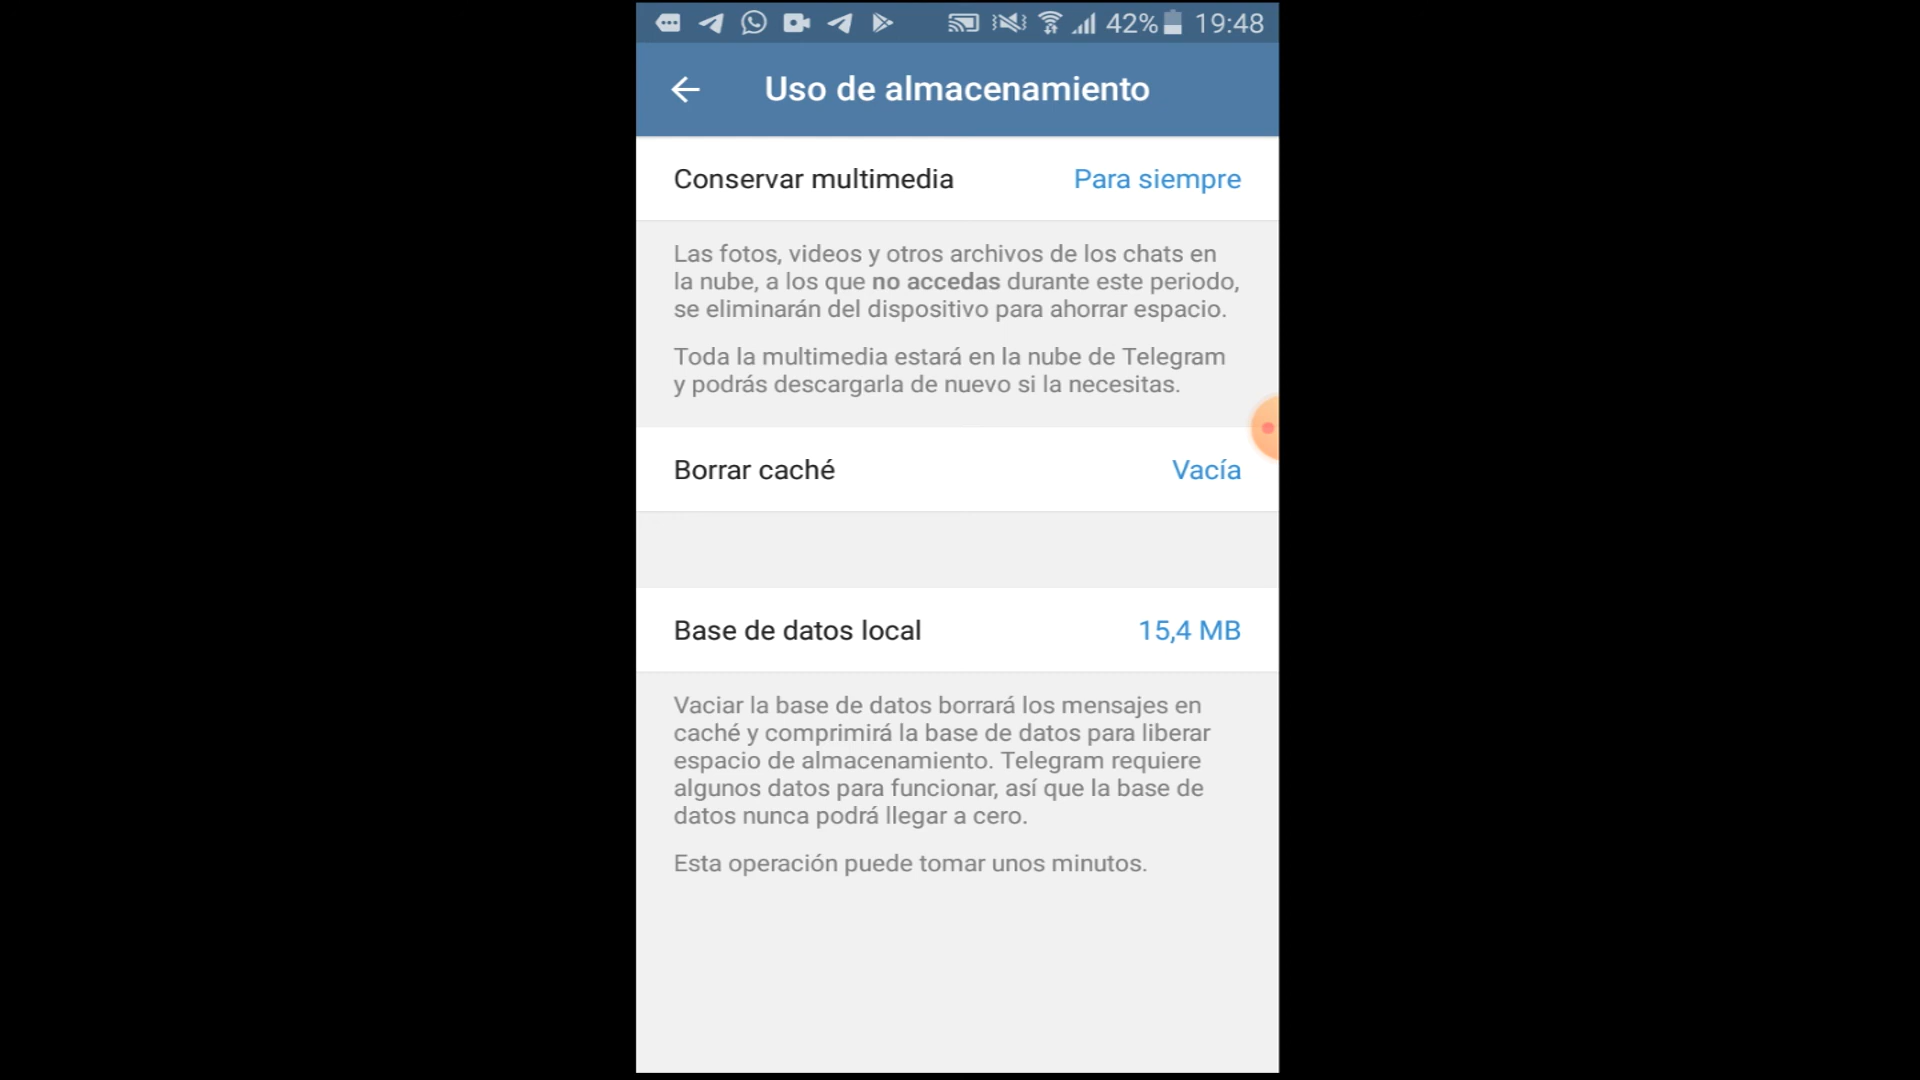 42% 19:48
Uso de almacenamiento
Conservar multimedia Para siempre
Las fotos, videos y otros archivos de los chats en
la nube, a los que no accedas durante este periodo,
se eliminarán del dispositivo para ahorrar espacio.
Toda la multimedia estará en la nube de Telegram
y podrás descargarla de nuevo si la necesitas.
Borrar caché Vacía
Base de datos local 15,4 MB
Vaciar la base de datos borrará los mensajes en
caché y comprimirá la base de datos para liberar
espacio de almacenamiento. Telegram requiere
algunos datos para funcionar, así que la base de
datos nunca podrá llegar a cero.
Esta operación puede tomar unos minutos.